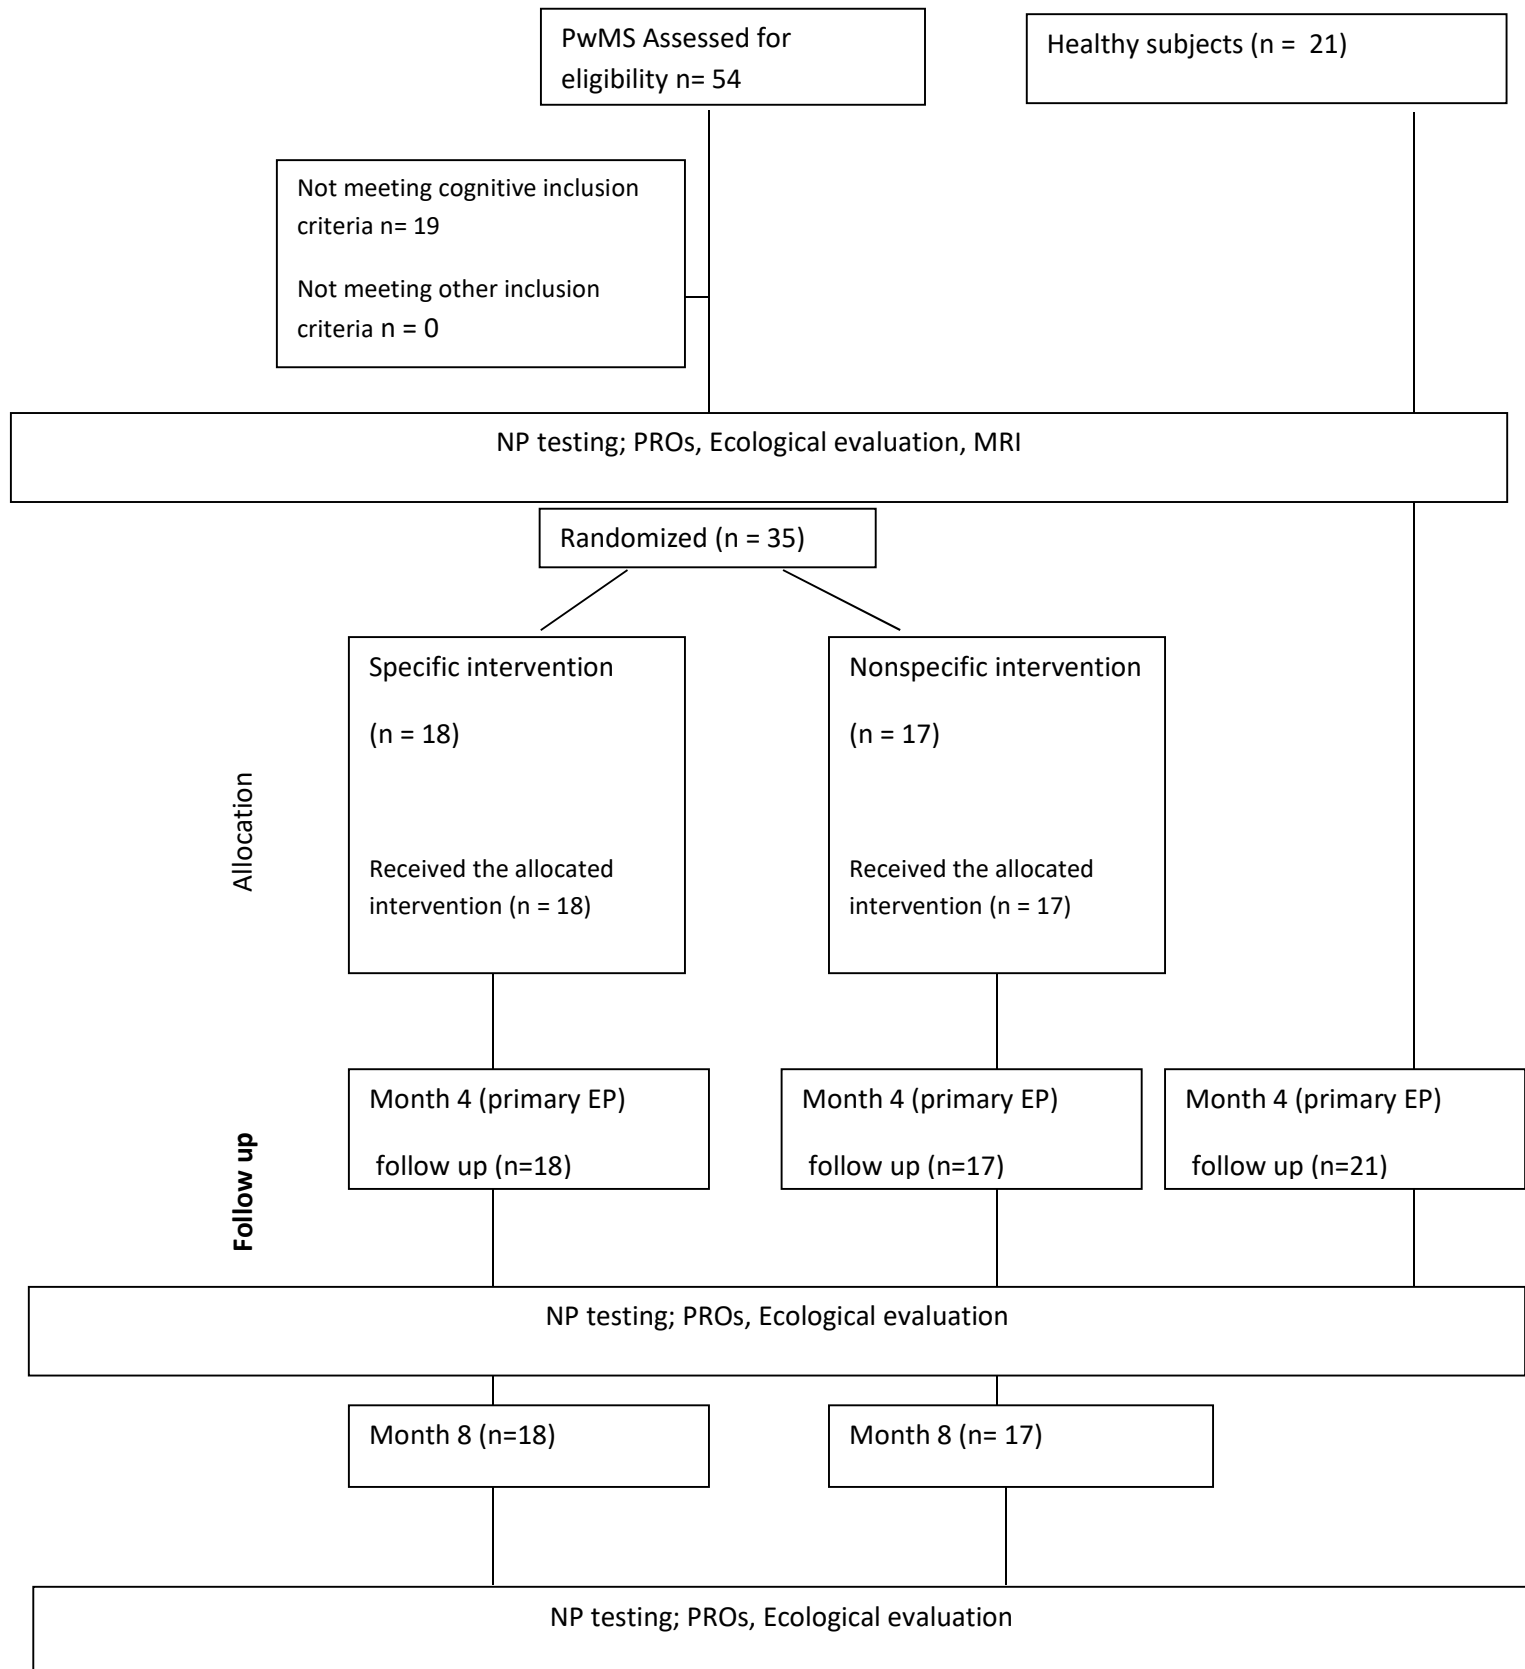 PwMS Assessed for
eligibility n= 54
Healthy subjects (n =  21)
Not meeting cognitive inclusion
criteria n= 19
Not meeting other inclusion
criteria n = 0
NP testing; PROs, Ecological evaluation, MRI
Randomized (n = 35)
Specific intervention
(n = 18)
Received the allocated
intervention (n = 18)
Nonspecific intervention
(n = 17)
Received the allocated
intervention (n = 17)
Allocation
Month 4 (primary EP)
follow up (n=18)
Month 4 (primary EP)
follow up (n=17)
Month 4 (primary EP)
follow up (n=21)
Follow up
NP testing; PROs, Ecological evaluation
Month 8 (n=18)
Month 8 (n= 17)
NP testing; PROs, Ecological evaluation